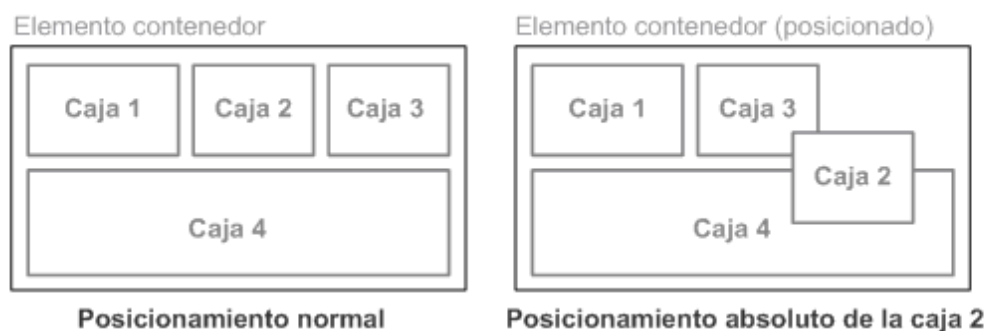 Elemento contenedor
Caja 1
Caja 2
Caja 3
Caja 4
Posicionamiento normal
Elemento contenedor (posicionado)
Caja 1
Caja 3
Caja 2
Caja 4
Posicionamiento absoluto de la caja 2